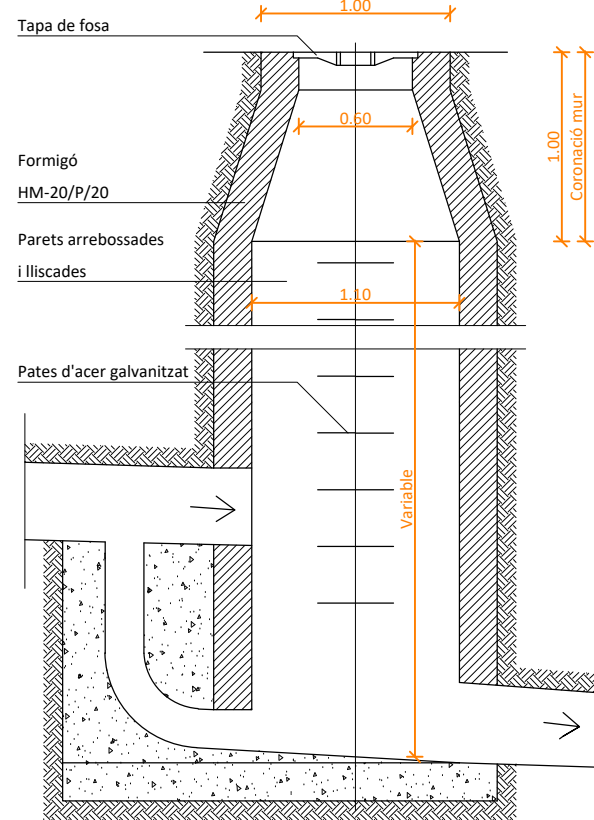 1.00
Tapa de fosa
0.60
1.00
Coronació mur
Formigó
HM-20/P/20
Parets arrebossades
i lliscades
1.10
Pates d'acer galvanitzat
Variable